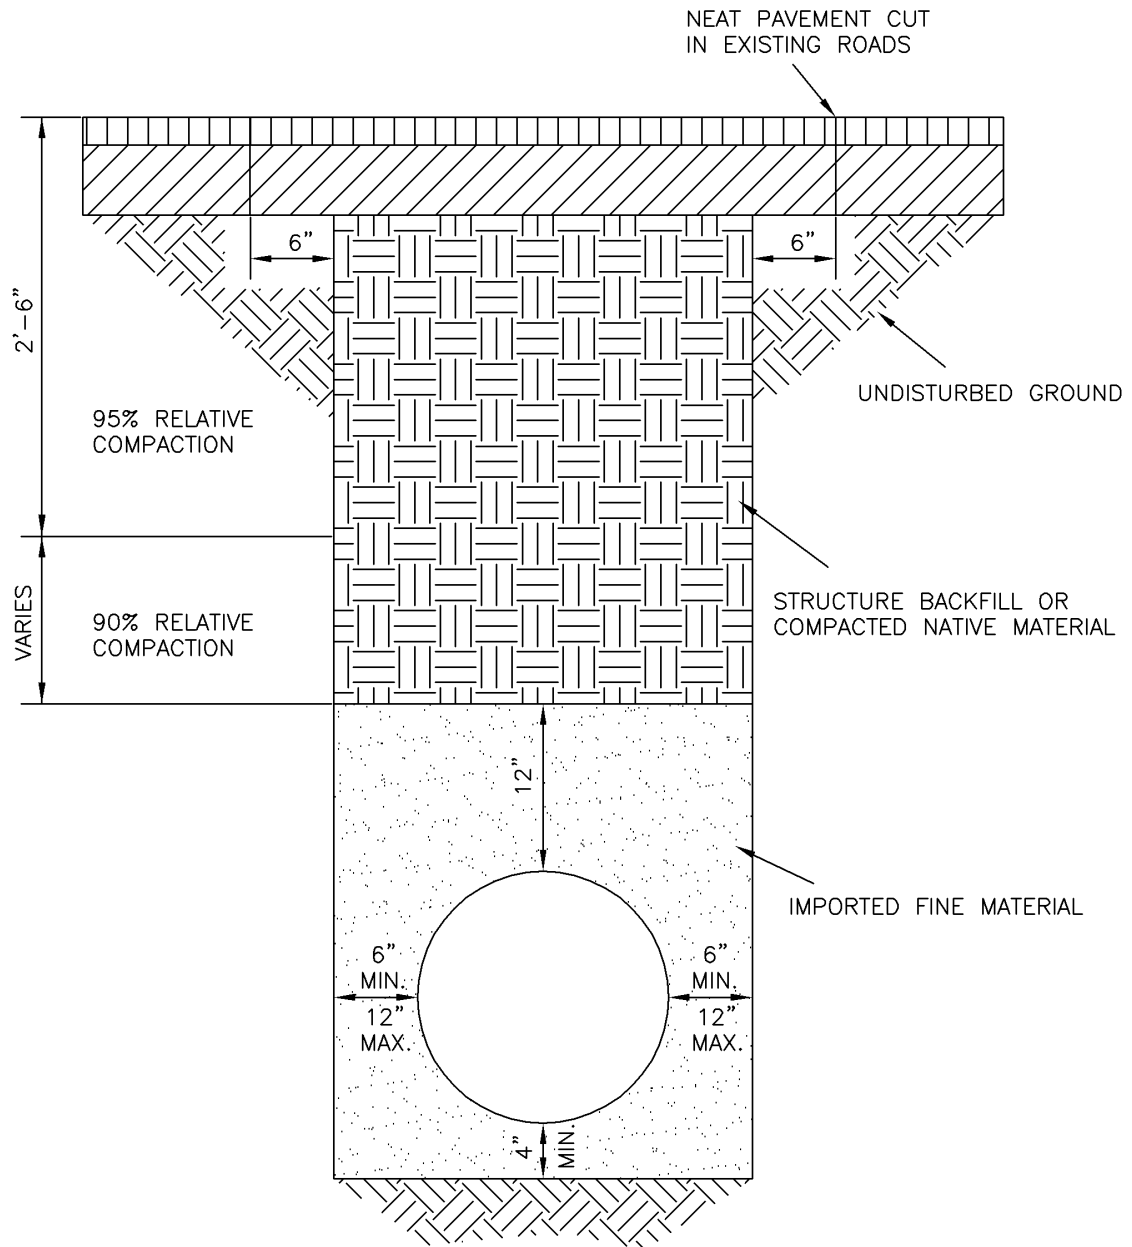 NEAT PAVEMENT CUT
IN EXISTING ROADS
6”
6”
2’-6”
UNDISTURBED GROUND
95% RELATIVE
COMPACTION
VARIES
90% RELATIVE
COMPACTION
STRUCTURE BACKFILL OR
COMPACTED NATIVE MATERIAL
12”
IMPORTED FINE MATERIAL
6”
MIN.
12”
MAX.
6”
MIN.
12”
MAX.
4”
MIN.